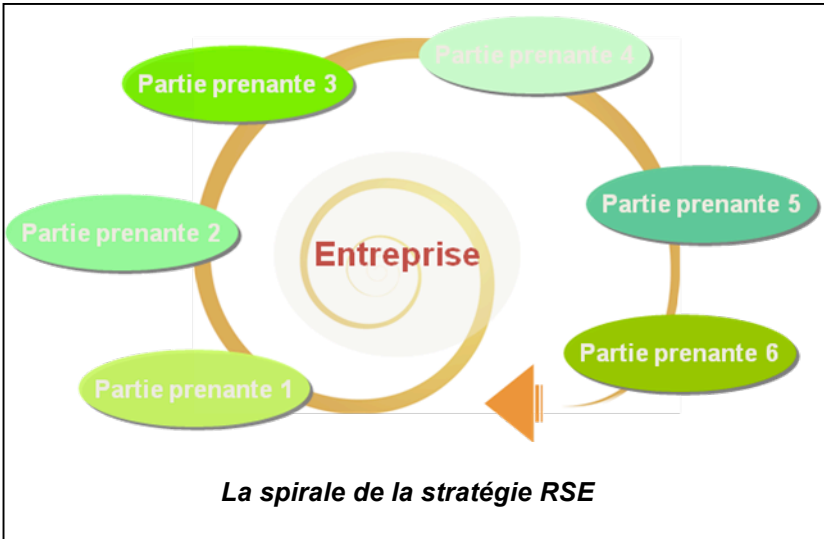 Partie prenante 4
Partie prenante 3
Partie prenante 5
Partie prenante 2
Entreprise
Partie prenante 6
Partie prenante 1
La spirale de la stratégie RSE